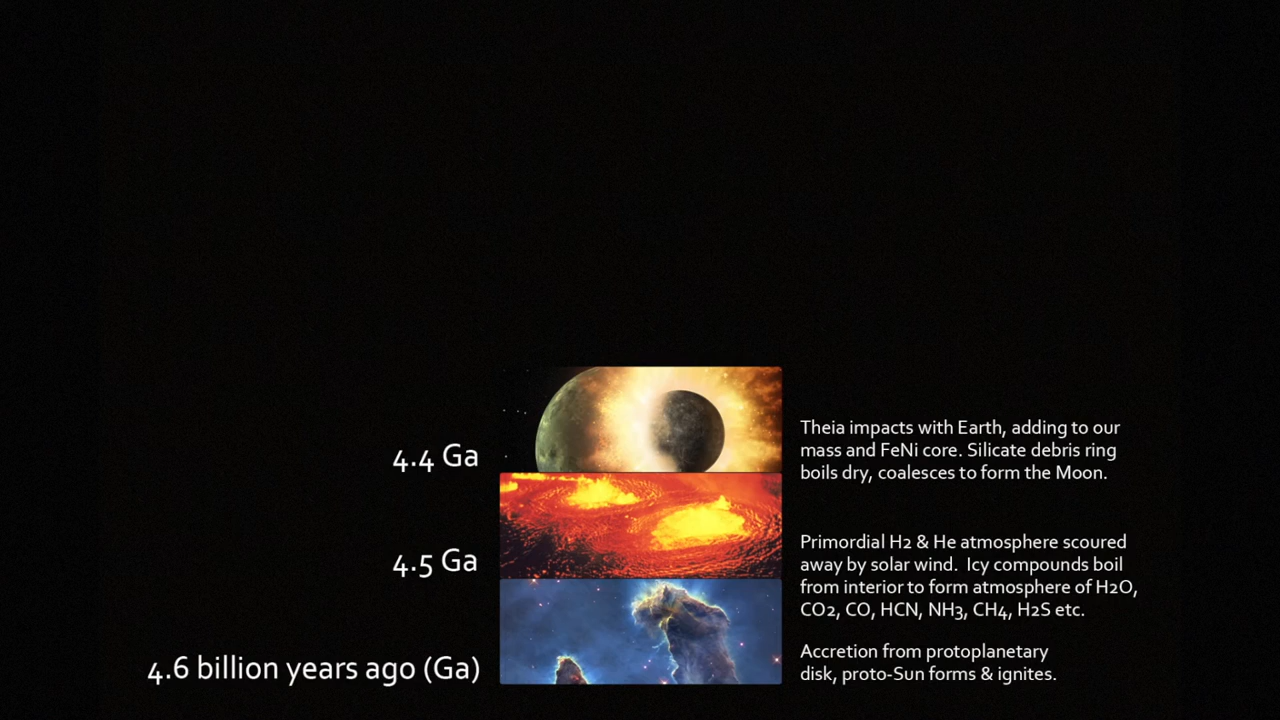 4.4 Ga
Theia impacts with Earth, adding to our
mass and FeNi core. Silicate debris ring
boils dry, coalesces to form the Moon.
4.5 Ga
Primordial H2 & He atmosphere scoured
away by solar wind.  Icy compounds boil
from interior to form atmosphere of H2O,
CO2, CO, HCN, NH3, CH4, H2S etc.
4.6 billion years ago (Ga)
Accretion from protoplanetary
disk, proto-Sun forms & ignites.